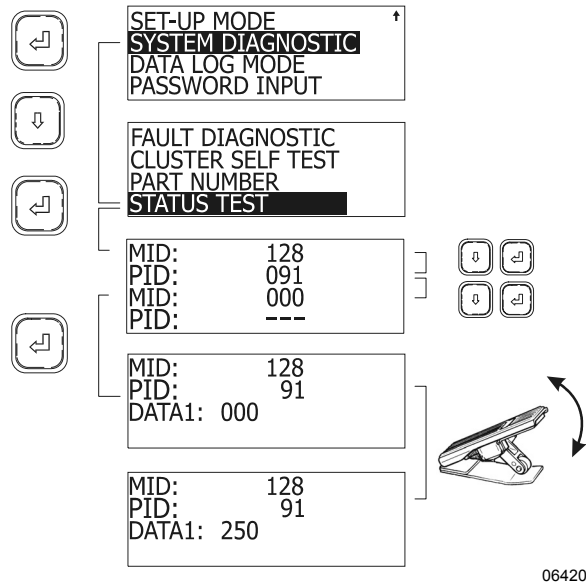 SET-UP MODE
SYSTEM DIAGNOSTIC
DATA LOG MODE
PASSWORD INPUT
FAULT DIAGNOSTIC
CLUSTER SELF TEST
PART NUMBER
STATUS TEST
MID: 128
PID: 091
MID: 000
PID: ---
MID: 128
PID: 91
DATA1: 000
MID: 128
PID: 91
DATA1: 250
06420